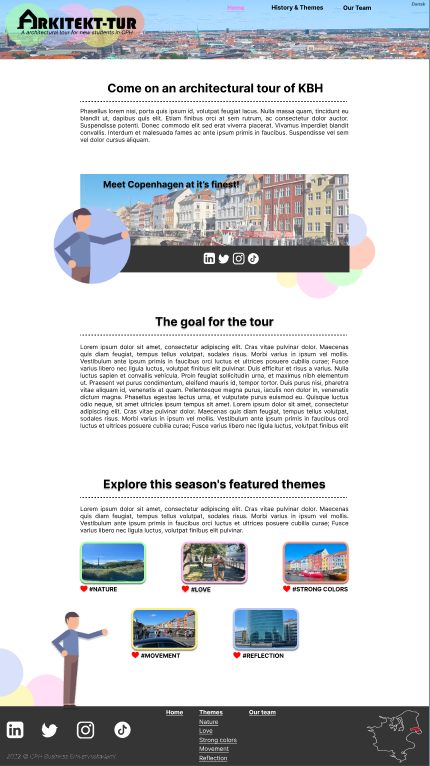 Dansk
Home History & Themes Our Team
ARKITEKT-TUR
A architectural tour for new students in CPH
Come on an architectural tour of KBH
Phasellus lorem nisi, porta quis ipsum id, volutpat lacus. Nulla massa quam, tincidunt eu
blandit ut, dapibus quis elit. Etiam finibus orci at sem rutrum, ac consectetur dolor auctor.
Suspendisse potenti. Donec commodo elit sed erat viverra placerat. Vivamus imperdiet blandit
convallis. Interdum et malesuada fames ac ante ipsum primis in faucibus. Suspendisse vel sem
vel dolor cursus aliquam.
Meet Copenhagen at it's finest!
The goal for the tour
Lorem ipsum dolor sit amet, consectetur adipiscing elit. Cras vitae pulvinar dolor. Maecenas
quis diam feugiat, tempus tellus volutpat, sodales risus. Morbi varius in ipsum et luctus.
Vestibulum ante ipsum primis in faucibus orci luctus et ultrices posuere cubilia curae; Fusce
varius libero nec ligula luctus, volutpat finibus elit pulvinar. Duis efficitur et risus a varius. Nulla
luctus sapien et convallis vehicula. Proin feugiat sollicitudin urna, et maximus nibh elementum
ut. Praesent vel purus condimentum, eleifend mauris id, tempor tortor. Duis purus nisi, pharetra
vitae aliquam id, venenatis at quam. Pellentesque magna purus, iaculis non dolor in, venenatis
dictum magna. Phasellus egestas lectus urna, et vulputate purus euismod eu. Quisque luctus
odio neque, sit amet ultricies ipsum tempus sit amet. Lorem ipsum dolor sit amet, consectetur
adipiscing elit. Cras vitae pulvinar dolor. Maecenas quis diam feugiat, tempus tellus volutpat,
sodales risus. Morbi varius in ipsum et luctus. Vestibulum ante ipsum primis in faucibus orci
luctus et ultrices posuere cubilia curae; Fusce varius libero nec ligula luctus, volutpat finibus elit
Explore this season's featured themes
Lorem ipsum dolor sit amet, consectetur adipiscing elit. Cras vitae pulvinar dolor. Maecenas
quis diam feugiat, tempus tellus volutpat, sodales risus. Morbi varius in ipsum et luctus.
Vestibulum ante ipsum primis in faucibus orci luctus et ultrices posuere cubilia curae; Fusce
varius libero nec ligula luctus, volutpat finibus elit pulvinar.
#NATURE #LOVE #STRONG COLORS
#MOVEMENT #REFLECTION
Home Themes Our team
Nature
Love
Strong colors
Movement
Reflection
2022 @ CPH Business Erhvervsakademi